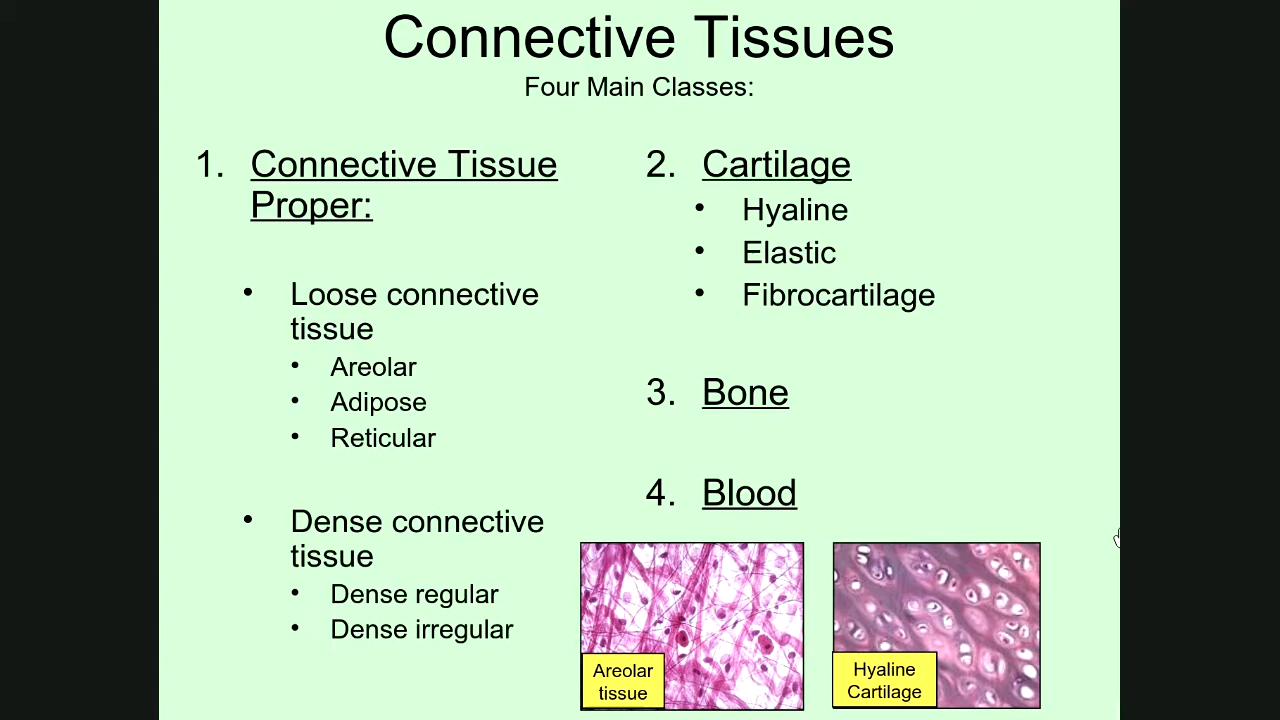 Connective Tissues
Four Main Classes:
1. Connective Tissue
Proper:
• Loose connective
tissue
• Areolar
• Adipose
• Reticular
• Dense connective
tissue
• Dense regular
• Dense irregular
2. Cartilage
• Hyaline
• Elastic
• Fibrocartilage
3. Bone
4. Blood
Areolar
tissue
Hyaline
Cartilage